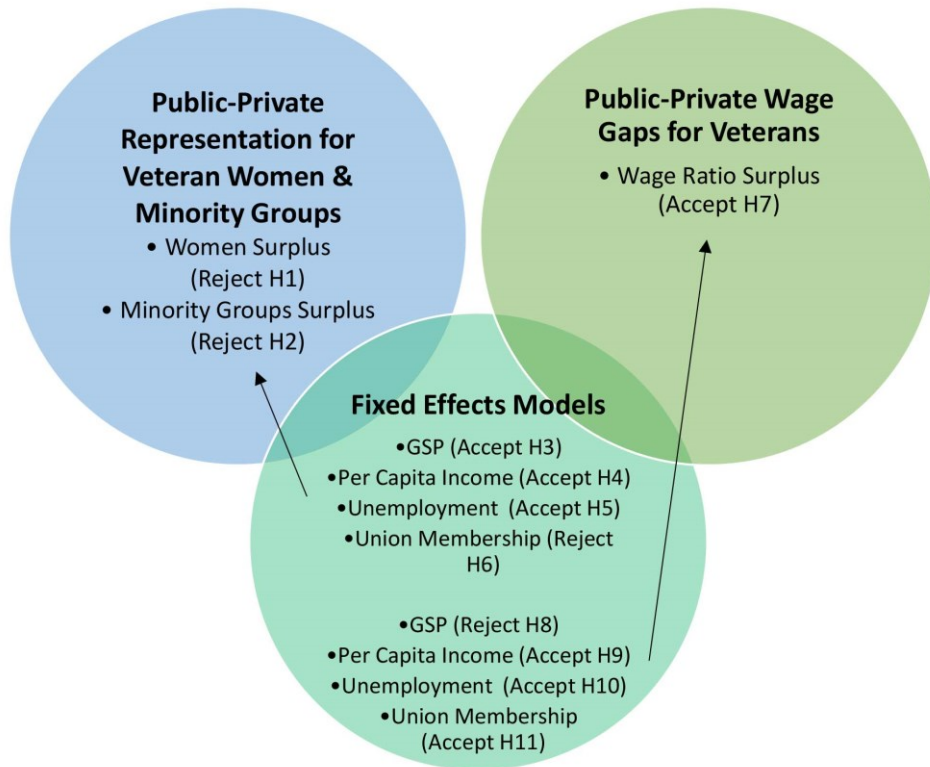 Public-Private
Representation for
Veteran Women &
Minority Groups
• Women Surplus
(Reject H1)
• Minority Groups Surplus
(Reject H2)
Public-Private Wage
Gaps for Veterans
• Wage Ratio Surplus
(Accept H7)
Fixed Effects Models
•GSP (Accept H3)
•Per Capita Income (Accept H4)
•Unemployment (Accept H5)
•Union Membership (Reject
H6)
•GSP (Reject H8)
•Per Capita Income (Accept H9)
•Unemployment (Accept H10)
•Union Membership
(Accept H11)